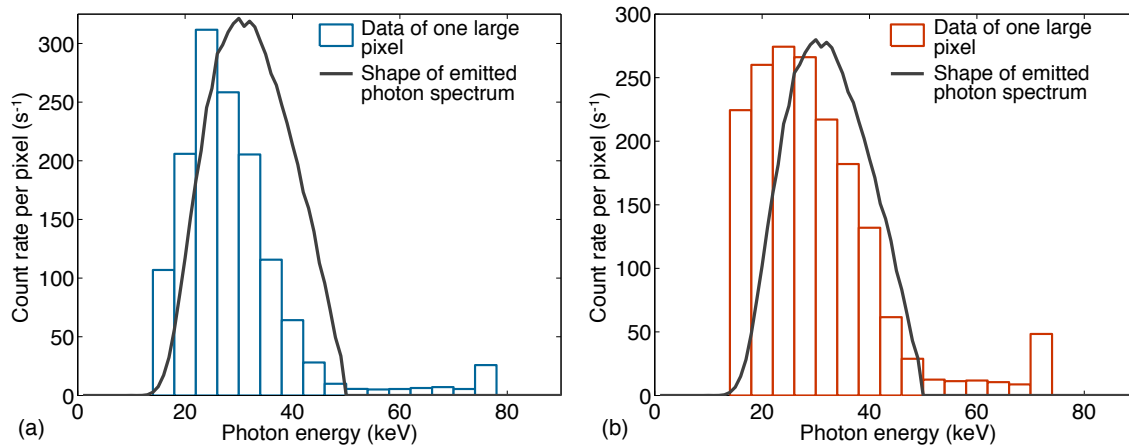 300
250
200
150
100
50
0
Count rate per pixel (s⁻¹)
0
20
40
60
80
Photon energy (keV)
(a)
Data of one large
pixel
Shape of emitted
photon spectrum
300
250
200
150
100
50
0
Count rate per pixel (s⁻¹)
0
20
40
60
80
Photon energy (keV)
(b)
Data of one large
pixel
Shape of emitted
photon spectrum